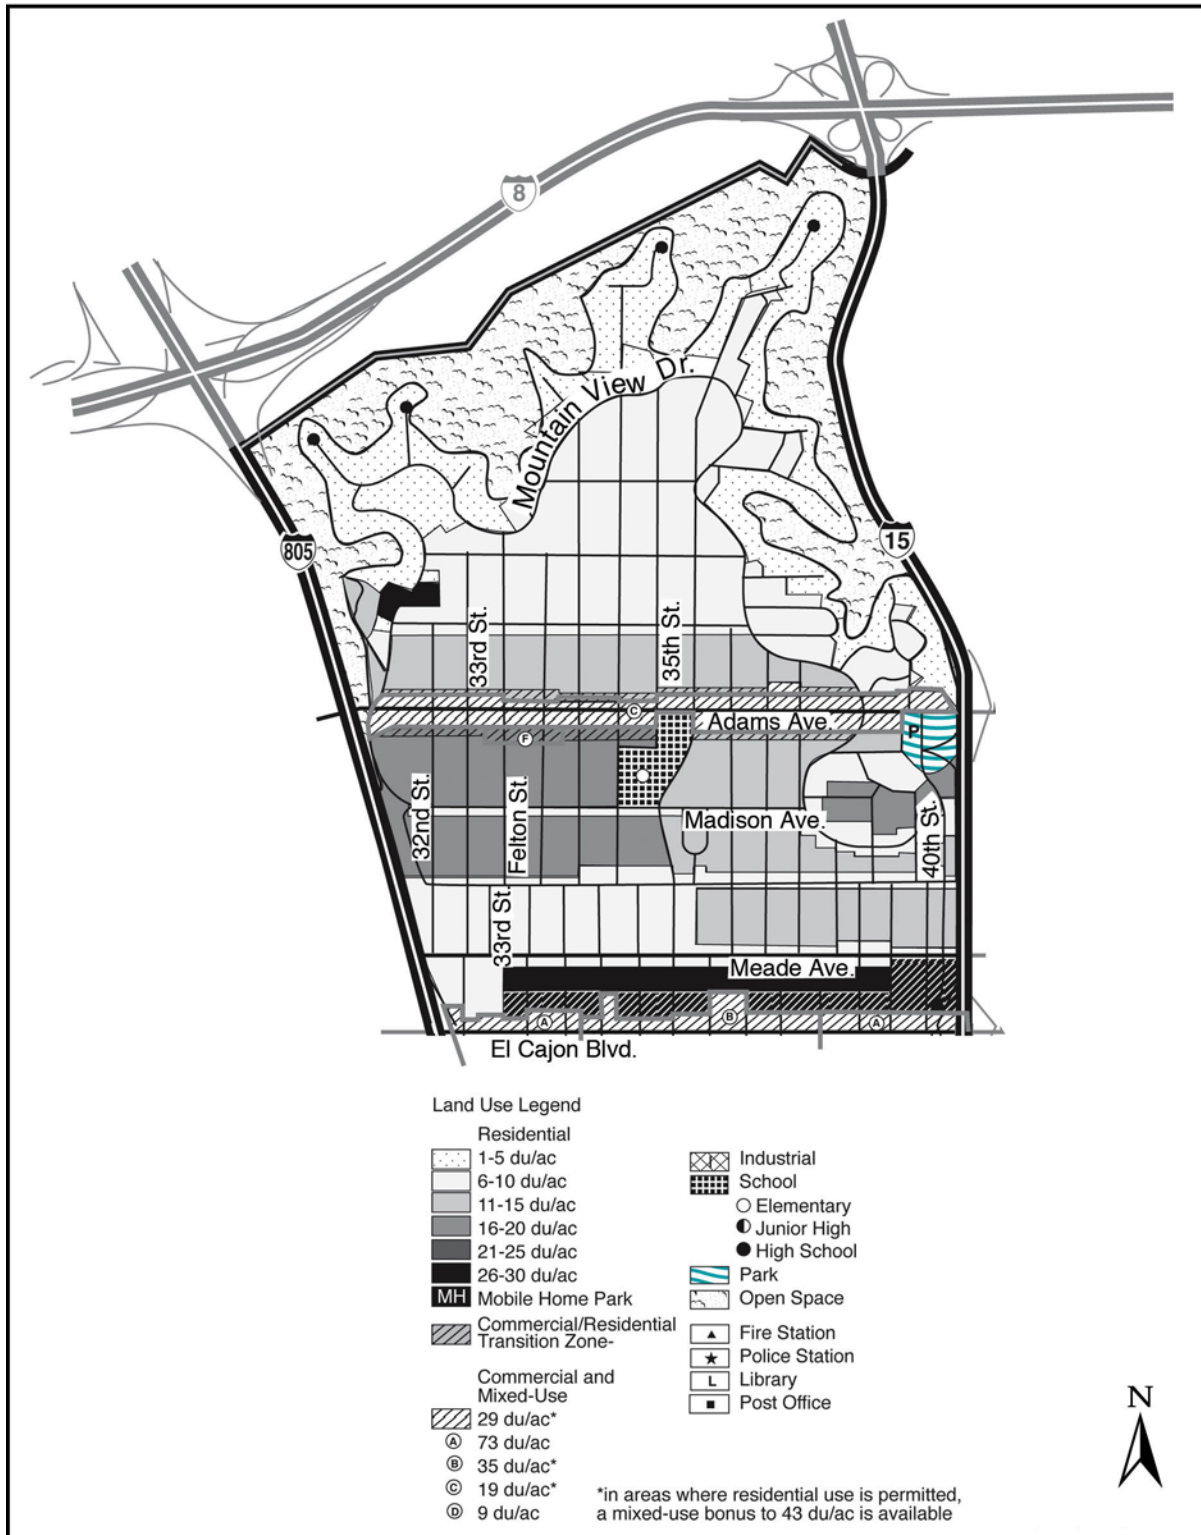 8
Mountain View Dr.
805
15
33rd St.
35th St.
C
Adams Ave
P
F
32nd St.
Felton St.
Madison Ave.
40th St.
33rd St.
Meade Ave.
A
B
A
El Cajon Blvd.
Land Use Legend
Residential
1-5 du/ac
6-10 du/ac
11-15 du/ac
16-20 du/ac
21-25 du/ac
26-30 du/ac
MH Mobile Home Park
Commercial/Residential
Transition Zone-
Commercial and
Mixed-Use
29 du/ac*
A 73 du/ac
B 35 du/ac*
C 19 du/ac*
D 9 du/ac
I Industrial
School
Elementary
Junior High
High School
Park
Open Space
Fire Station
Police Station
L Library
Post Office
*in areas where residential use is permitted,
a mixed-use bonus to 43 du/ac is available
N